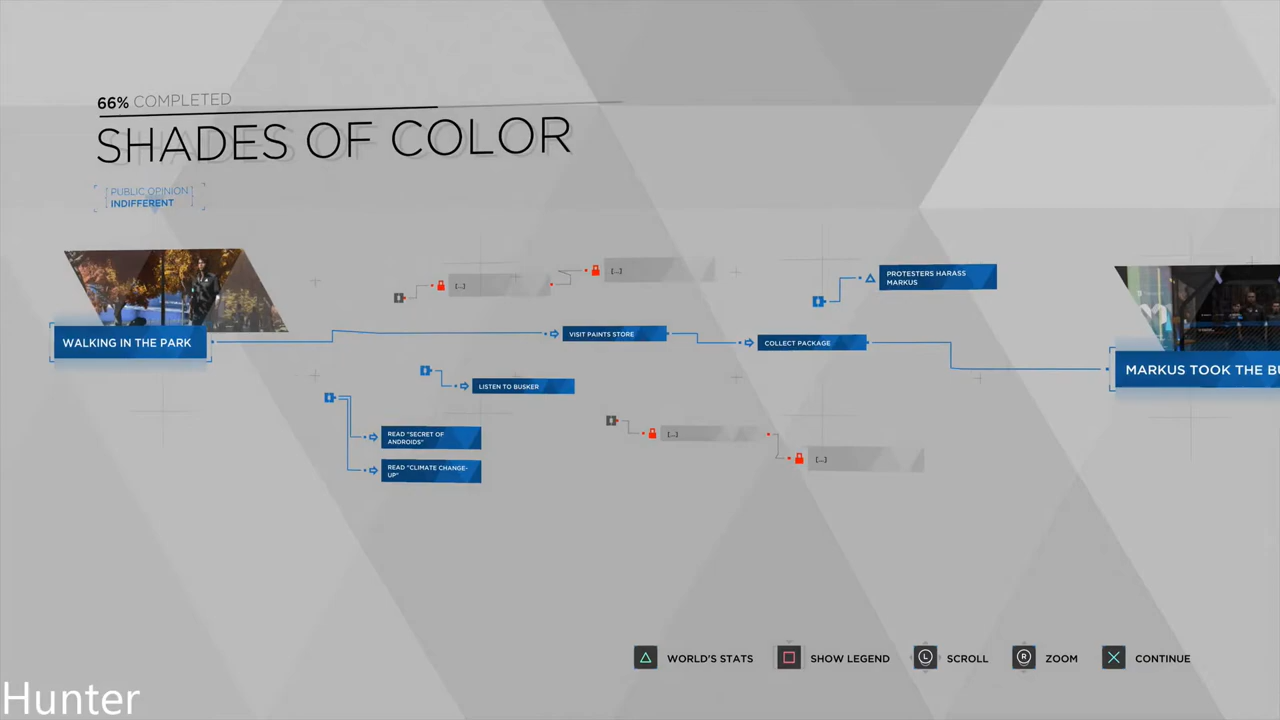 66% COMPLETED
SHADES OF COLOR
PUBLIC OPINION
INDIFFERENT
[...]
[...]
PROTESTERS HARASS
MARKUS
WALKING IN THE PARK
VISIT PAINTS STORE
COLLECT PACKAGE
MARKUS TOOK THE BU
LISTEN TO BUSKER
READ "SECRET OF
ANDROIDS"
READ "CLIMATE CHANGE-
UP"
[...]
[...]
WORLD'S STATS
SHOW LEGEND
L
SCROLL
R
ZOOM
CONTINUE
Hunter